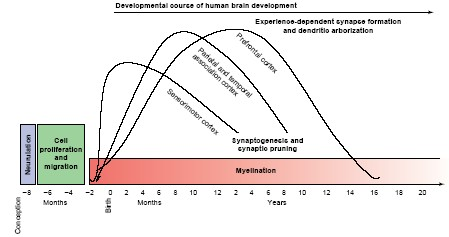 Developmental course of human brain development
Experience-dependent synapse formation
and dendritio arborization
Prefrontal cortex
Parietal and temporal
association cortex
Sensorimotor cortex
Synaptogenesis and
synaptic pruning
Neurulation
Cell
proliferation
and
migration
Myelination
−8 −6 −4 −2 0 2 4 6 8 10 12 2 4 6 8 10 12 14 16 18 20
Conception
Months
Birth
Months
Years